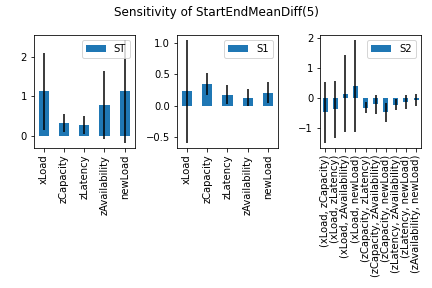 Sensitivity of StartEndMeanDiff(5)
ST
2
1
0
xLoad
zCapacity
zLatency
zAvailability
newLoad
S1
1.0
0.5
0.0
−0.5
xLoad
zCapacity
zLatency
zAvailability
newLoad
S2
2
1
0
−1
(xLoad, zCapacity)
(xLoad, zLatency)
(xLoad, zAvailability)
(xLoad, newLoad)
(zCapacity, zLatency)
(zCapacity, zAvailability)
(zCapacity, newLoad)
(zLatency, zAvailability)
(zLatency, newLoad)
(zAvailability, newLoad)